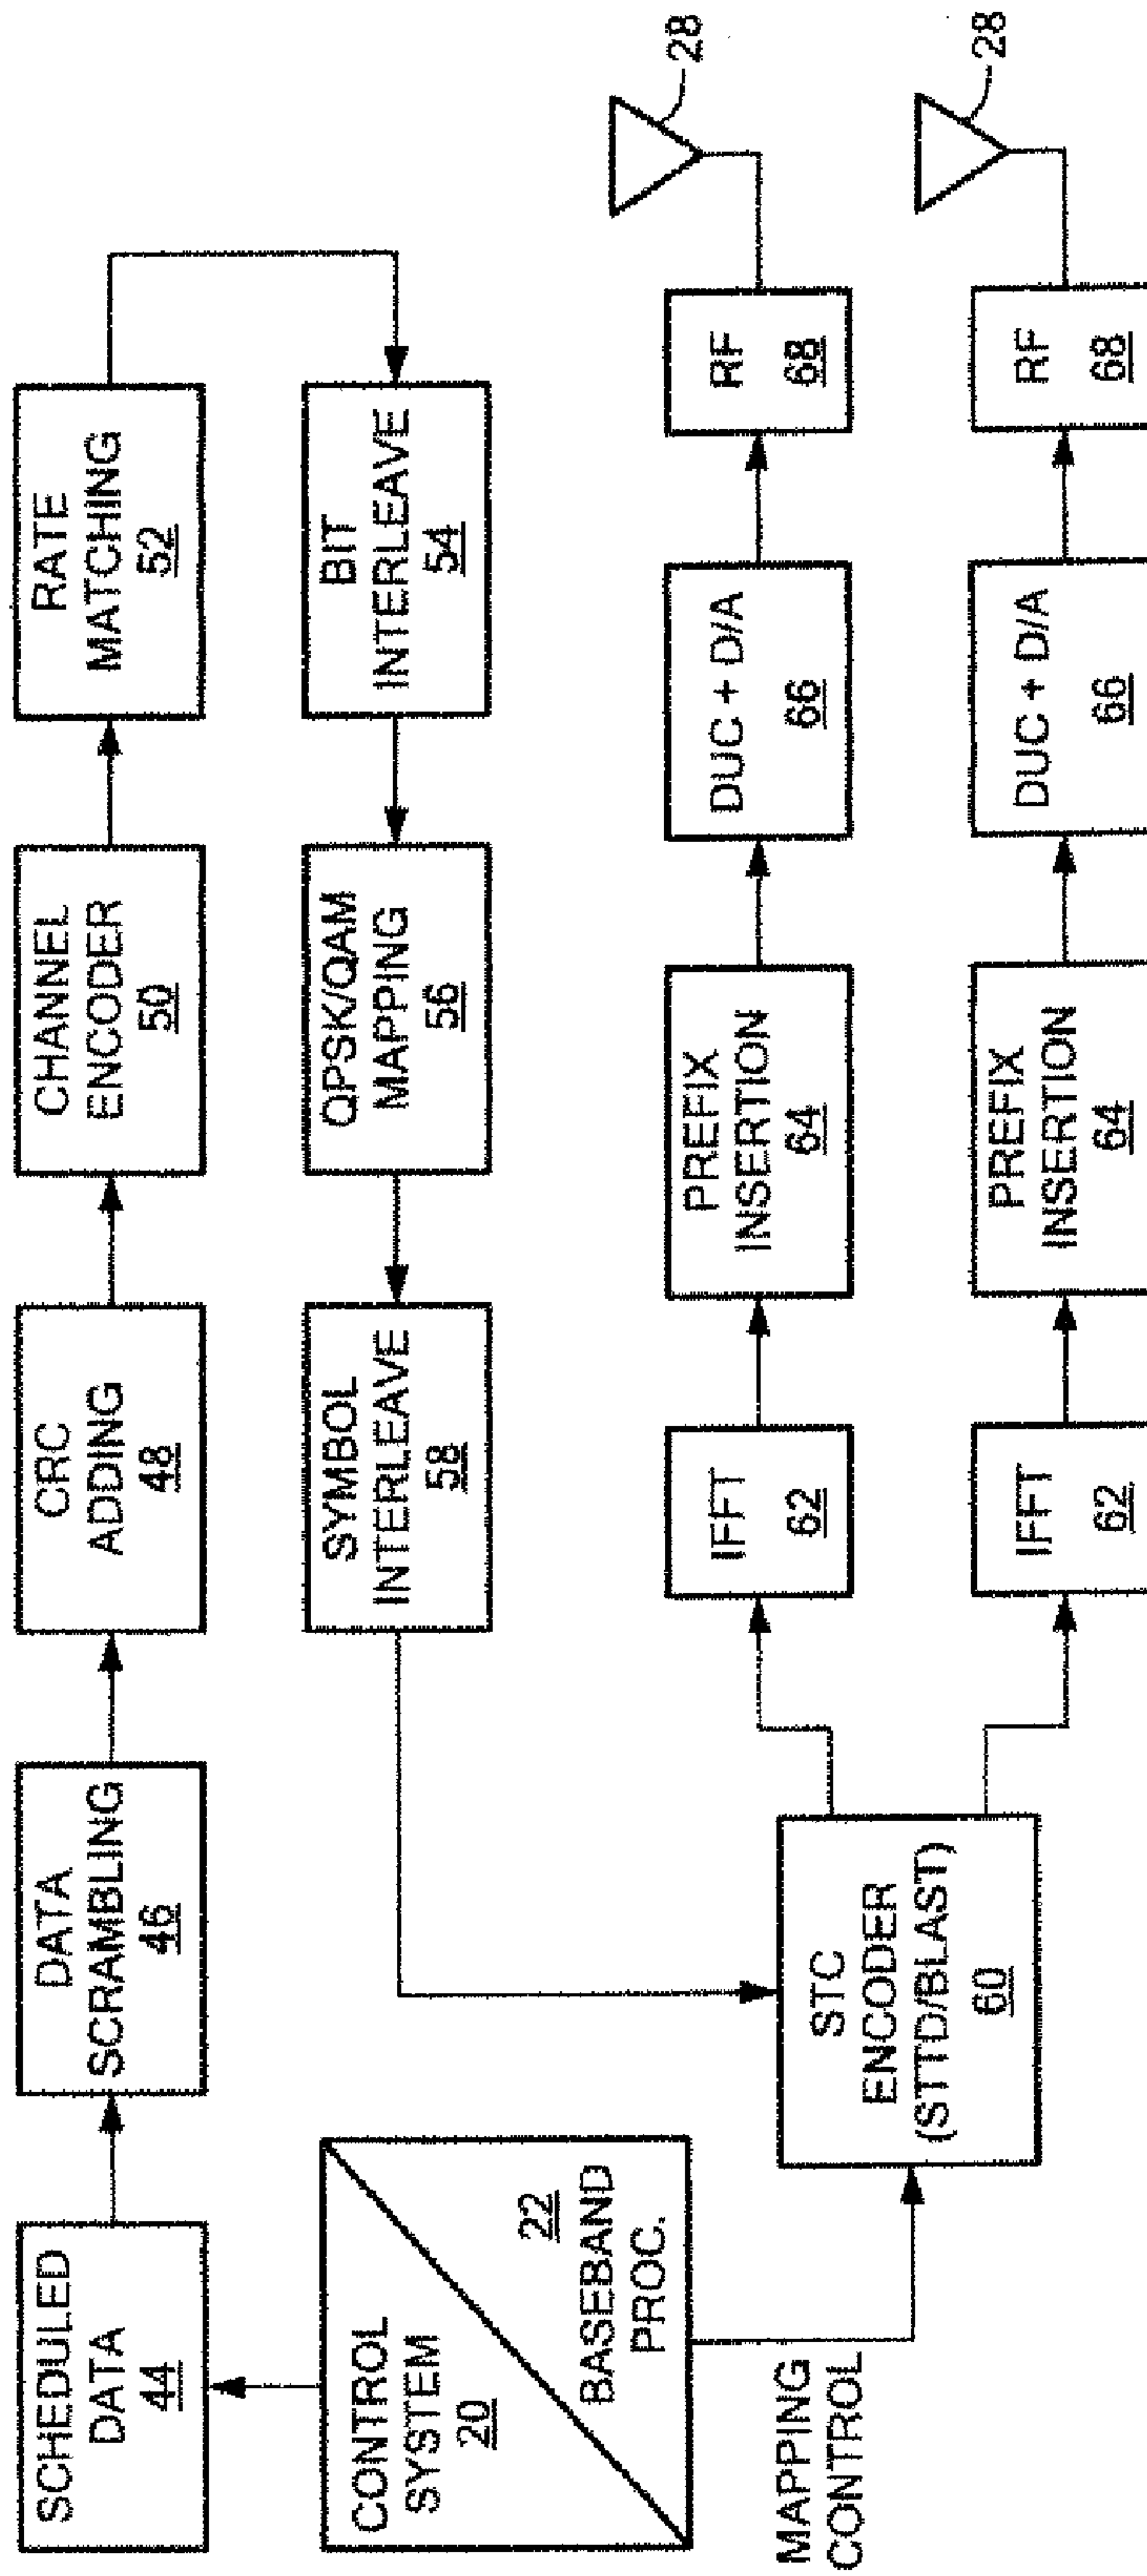 SCHEDULED
DATA
44
DATA
SCRAMBLING
46
CRC
ADDING
48
CHANNEL
ENCODER
50
RATE
MATCHING
52
CONTROL
SYSTEM
20
22
BASEBAND
PROC.
SYMBOL
INTERLEAVE
58
QPSK/QAM
MAPPING
56
BIT
INTERLEAVE
54
MAPPING
CONTROL
STC
ENCODER
(STTD/BLAST)
60
IFFT
62
PREFIX
INSERTION
64
DUC + D/A
66
RF
68
28
IFFT
62
PREFIX
INSERTION
64
DUC + D/A
66
RF
68
28